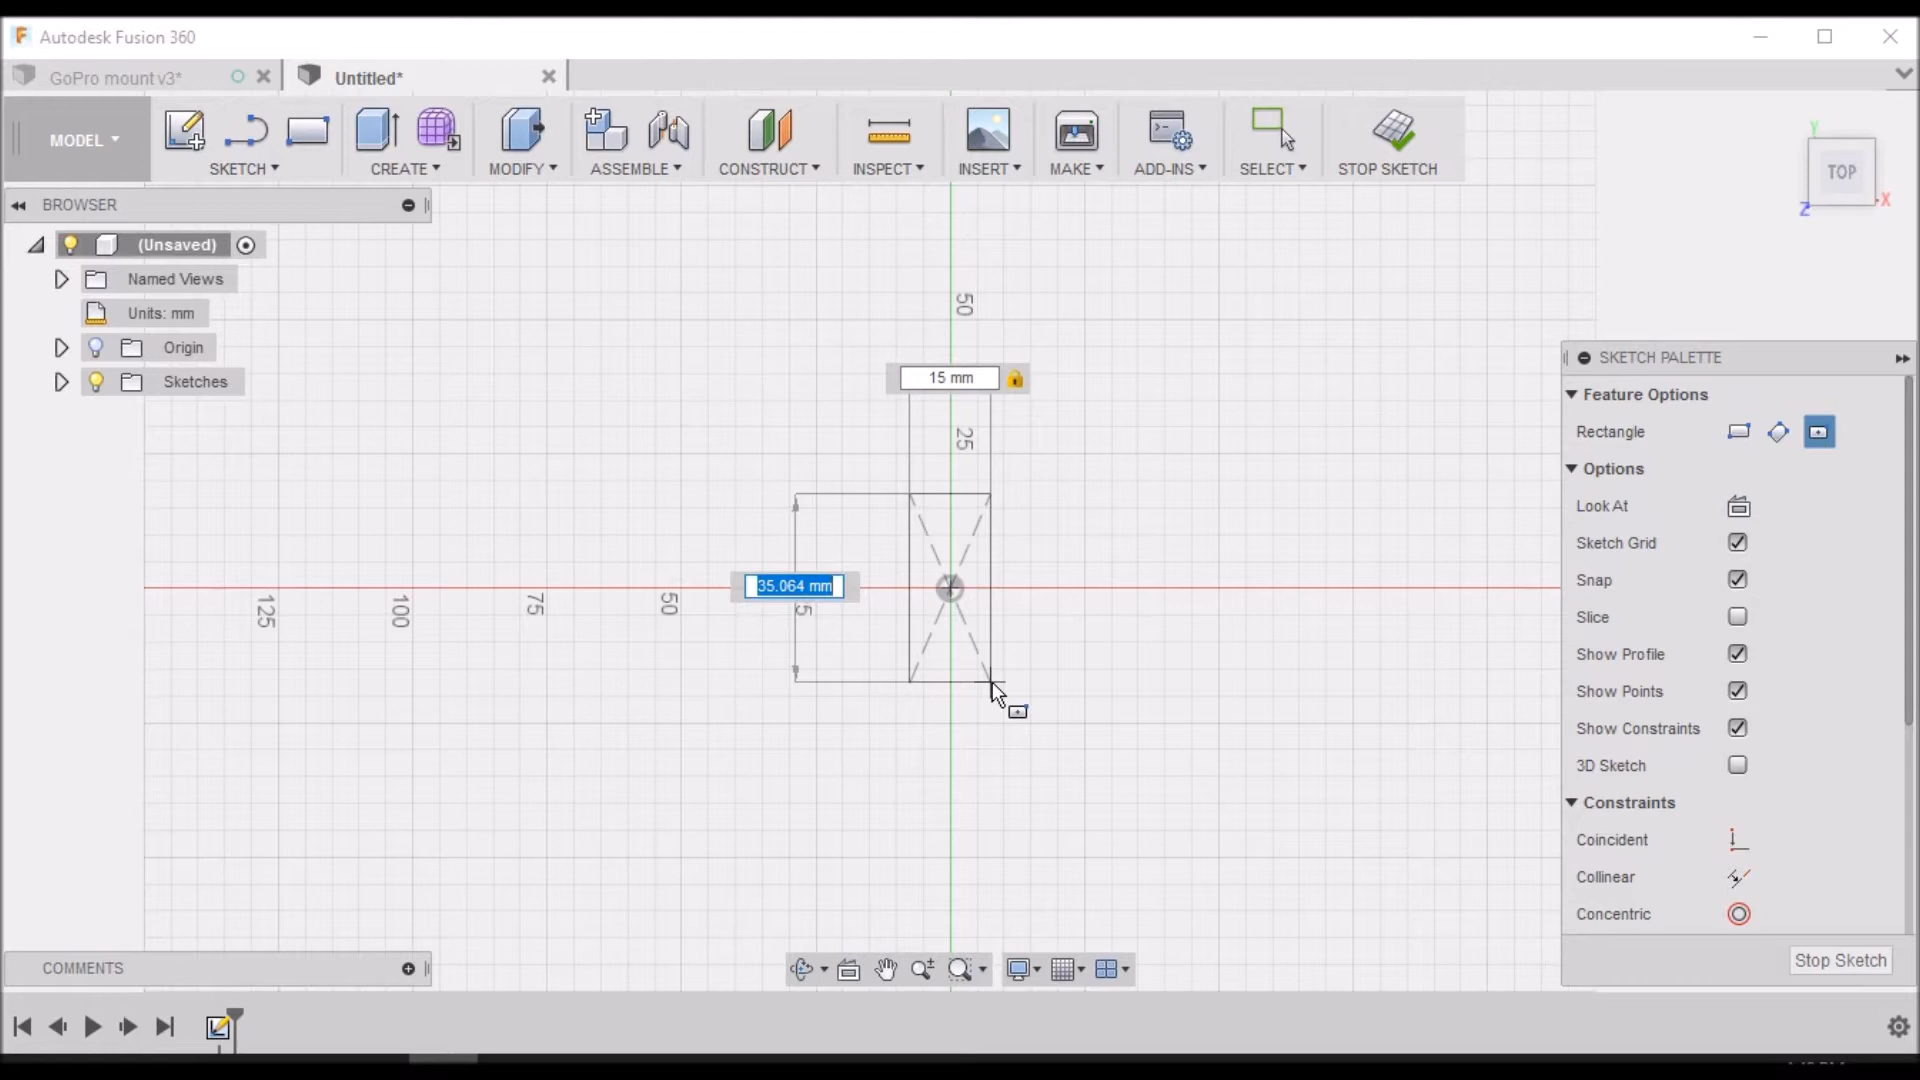 Autodesk Fusion 360
GoPro mount v3*
Untitled*
MODEL
SKETCH
CREATE
MODIFY
ASSEMBLE
CONSTRUCT
INSPECT
INSERT
MAKE
ADD-INS
SELECT
STOP SKETCH
Y
TOP
X
Z
BROWSER
(Unsaved)
Named Views
Units: mm
Origin
Sketches
50
15 mm
25
35.064 mm
125
100
75
50
5
SKETCH PALETTE
Feature Options
Rectangle
Options
Look At
Sketch Grid
Snap
Slice
Show Profile
Show Points
Show Constraints
3D Sketch
Constraints
Coincident
Collinear
Concentric
Stop Sketch
COMMENTS